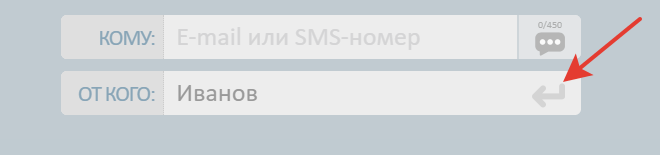 0/450
КОМУ: E-mail или SMS-номер
ОТ КОГО: Иванов